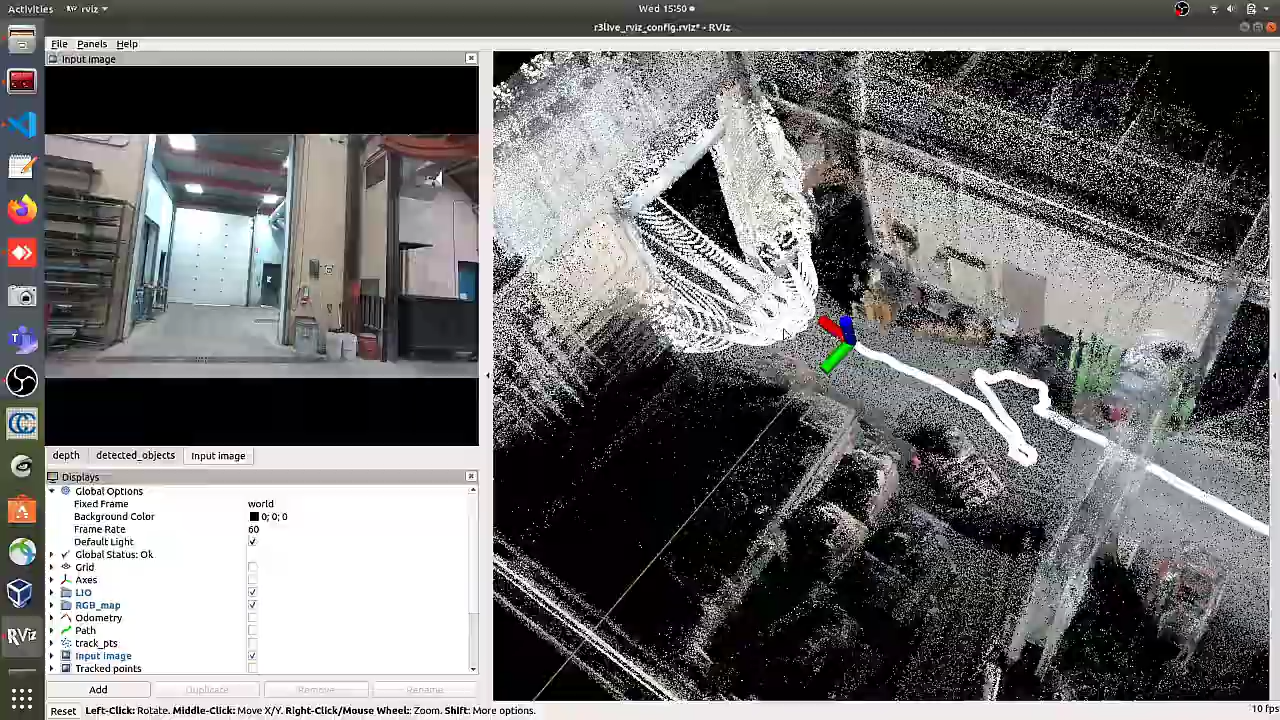 Activities
rviz
Wed 15:50
r3live_rviz_config.rviz* - RViz
File Panels Help
Input image
depth
detected_objects
Input image
Displays
Global Options
Fixed Frame world
Background Color 0; 0; 0
Frame Rate 60
Default Light
Global Status: Ok
Grid
Axes
LIO
RGB_map
Odometry
Path
track_pts
Input image
Tracked points
Add Duplicate Remove Rename
Reset Left-Click: Rotate. Middle-Click: Move X/Y. Right-Click/Mouse Wheel: Zoom. Shift: More options. 10 fps
RViz